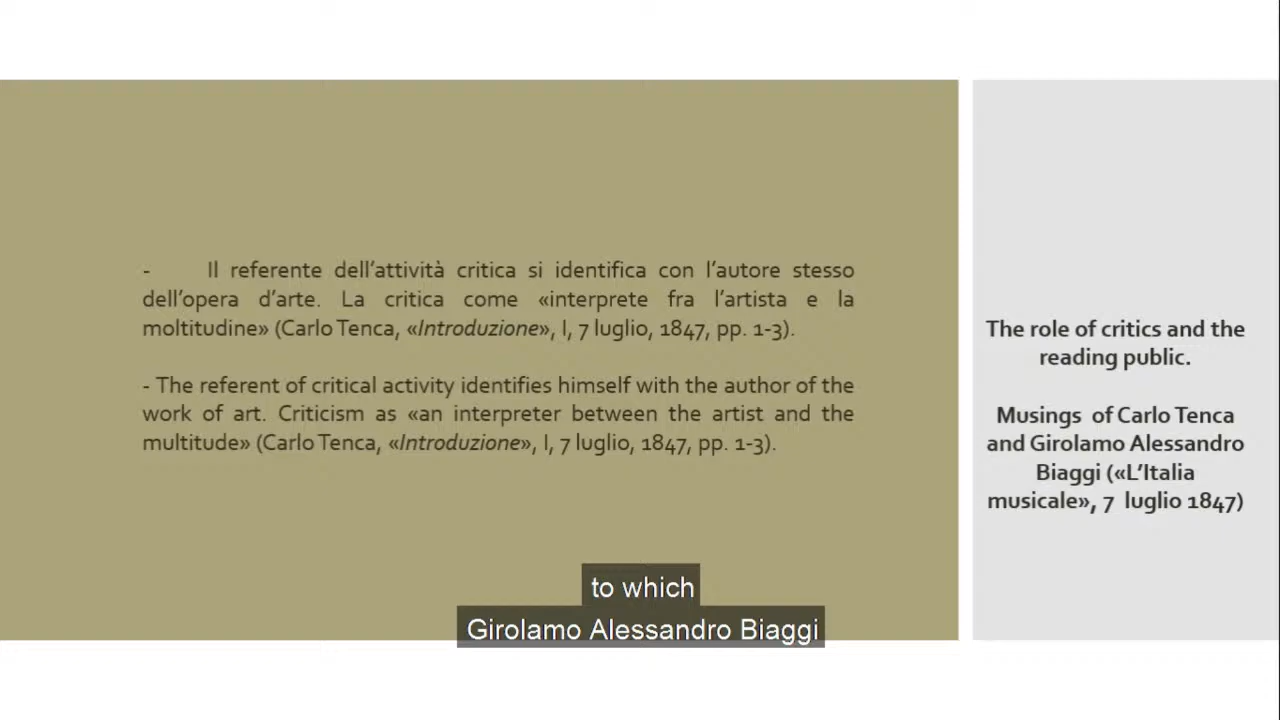 - Il referente dell’attività critica si identifica con l’autore stesso
dell’opera d’arte. La critica come «interprete fra l’artista e la
moltitudine» (Carlo Tenca, «Introduzione», I, 7 luglio, 1847, pp. 1-3).
- The referent of critical activity identifies himself with the author of the
work of art. Criticism as «an interpreter between the artist and the
multitude» (Carlo Tenca, «Introduzione», I, 7 luglio, 1847, pp. 1-3).
The role of critics and the
reading public.
Musings of Carlo Tenca
and Girolamo Alessandro
Biaggi («L’Italia
musicale», 7 luglio 1847)
to which
Girolamo Alessandro Biaggi